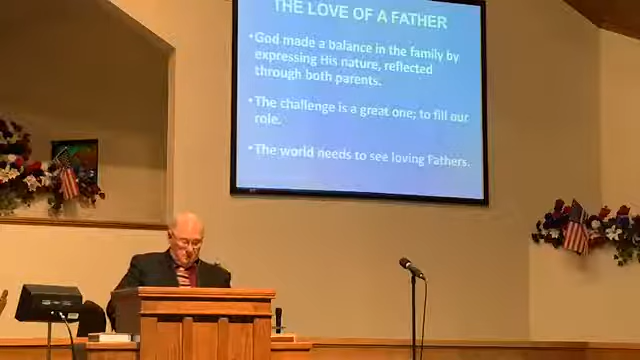 THE LOVE OF A FATHER
•God made a balance in the family by
expressing His nature, reflected
through both parents.
•The challenge is a great one; to fill our
role.
•The world needs to see loving Fathers.